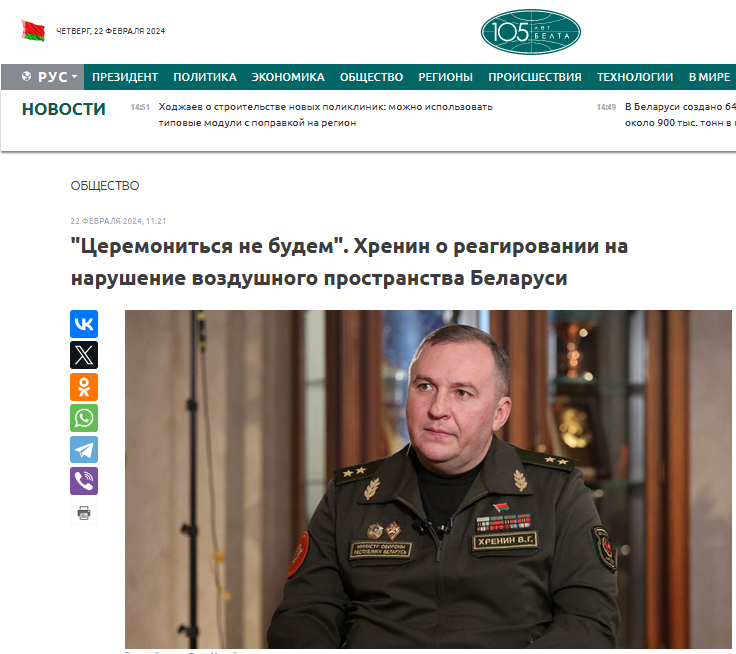 ЧЕТВЕРГ, 22 ФЕВРАЛЯ 2024
105 ЛЕТ
БЕЛТА
РУС
ПРЕЗИДЕНТ ПОЛИТИКА ЭКОНОМИКА ОБЩЕСТВО РЕГИОНЫ ПРОИСШЕСТВИЯ ТЕХНОЛОГИИ В МИРЕ
НОВОСТИ
14:51 Ходжаев о строительстве новых поликлиник: можно использовать
типовые модули с поправкой на регион
14:49 В Беларуси создано 64
около 900 тыс. тонн в
ОБЩЕСТВО
22 ФЕВРАЛЯ 2024, 11:21
"Церемониться не будем". Хренин о реагировании на
нарушение воздушного пространства Беларуси
МИНИСТР ОБОРОНЫ
РЕСПУБЛИКИ БЕЛАРУСЬ
ХРЕНИН В.Г.